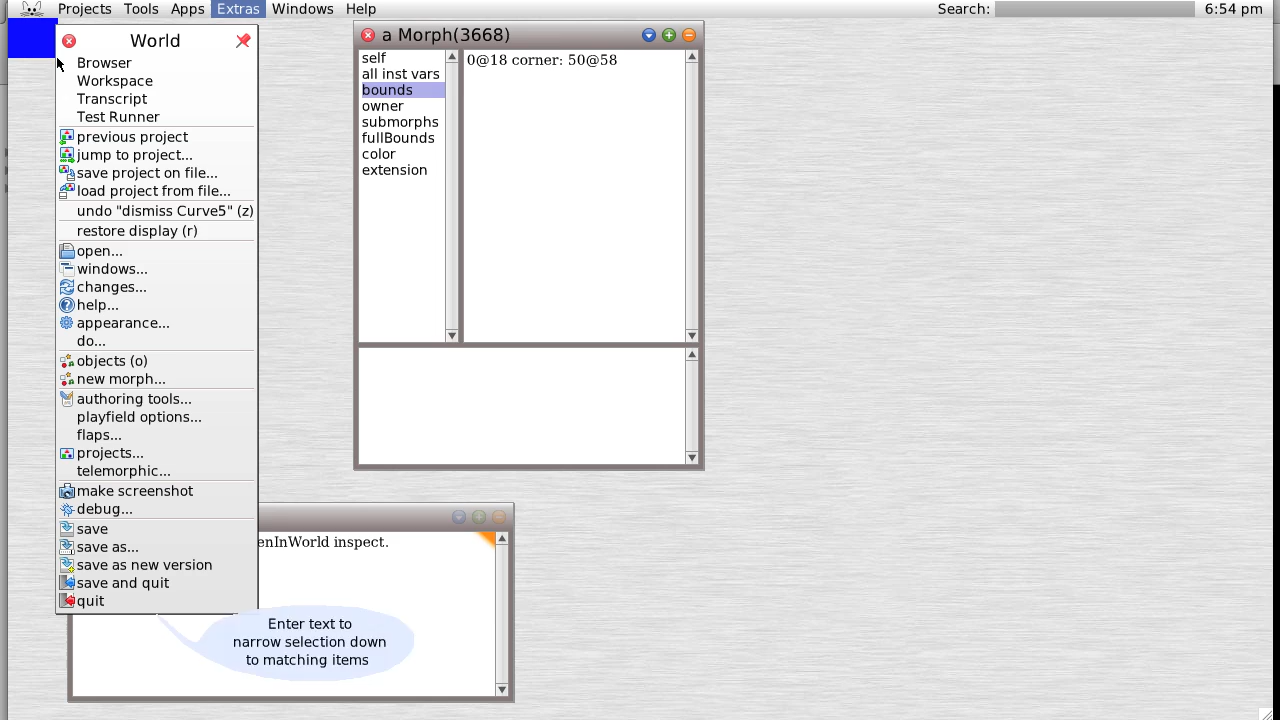 Projects Tools Apps Extras Windows Help Search: 6:54 pm
World
Browser
Workspace
Transcript
Test Runner
previous project
jump to project...
save project on file...
load project from file...
undo "dismiss Curve5" (z)
restore display (r)
open...
windows...
changes...
help...
appearance...
do...
objects (o)
new morph...
authoring tools...
playfield options...
flaps...
projects...
telemorphic...
make screenshot
debug...
save
save as...
save as new version
save and quit
quit
a Morph(3668)
self
all inst vars
bounds
owner
submorphs
fullBounds
color
extension
0@18 corner: 50@58
enInWorld inspect.
Enter text to
narrow selection down
to matching items